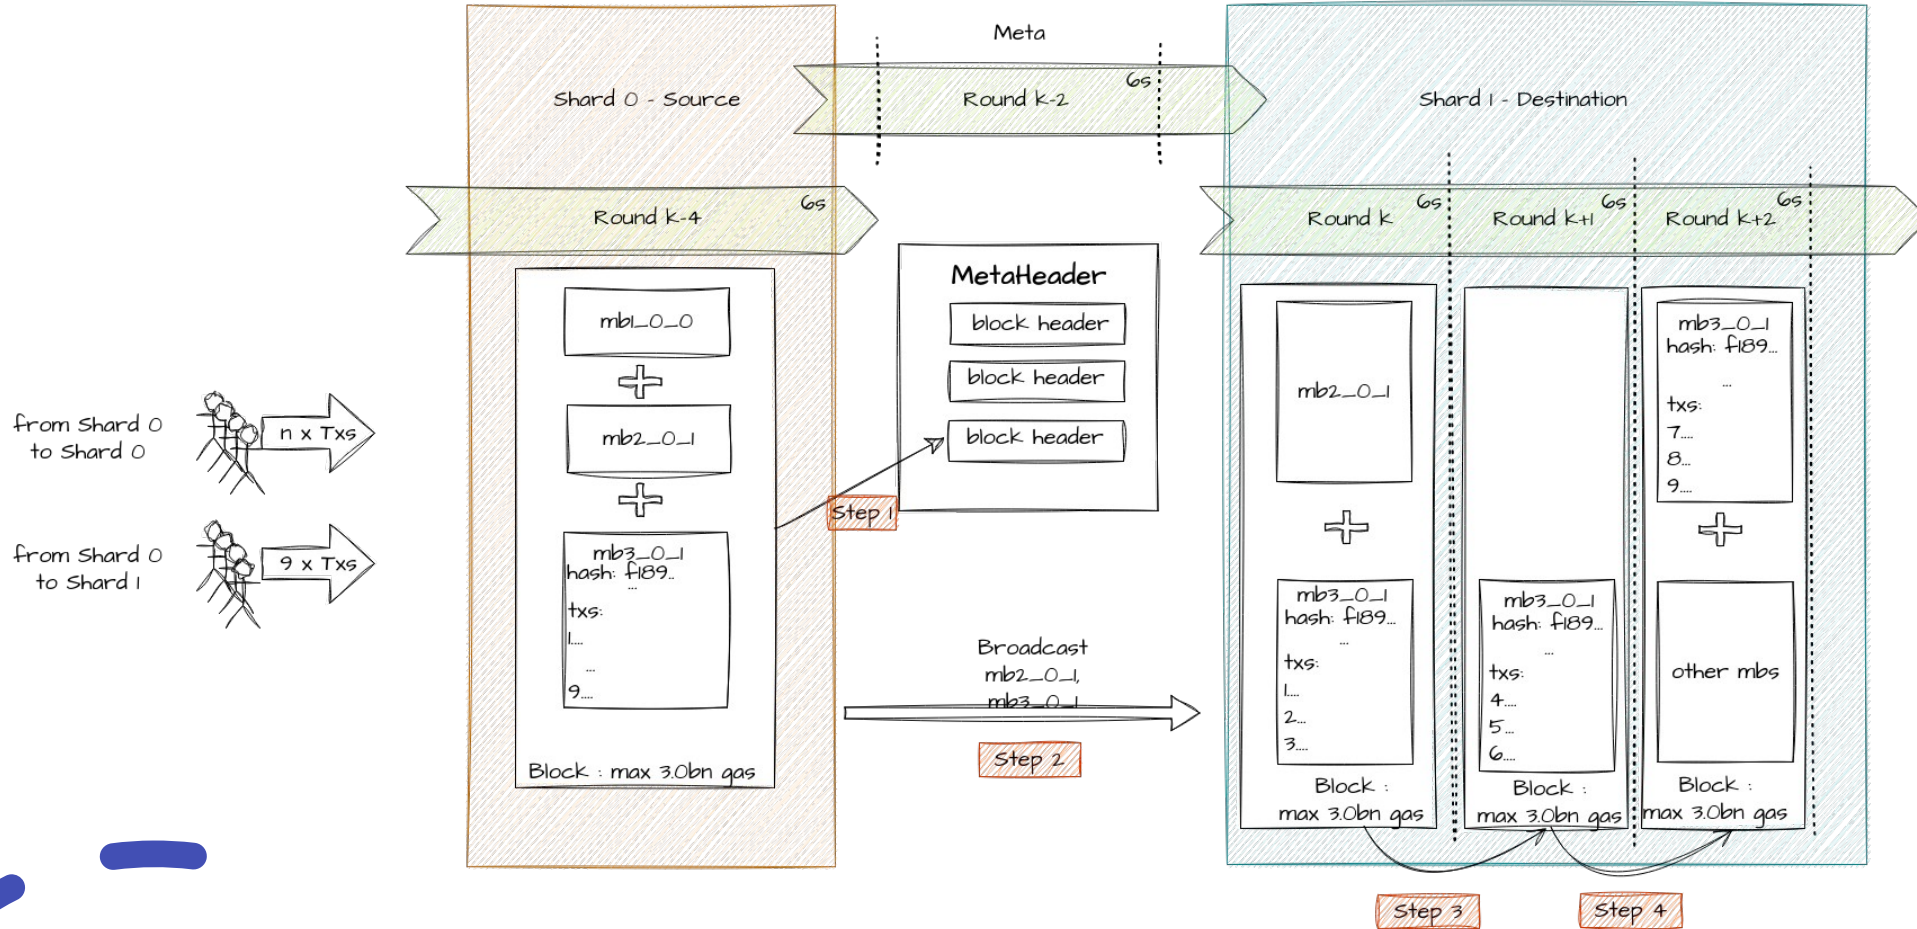 from Shard 0
to Shard 0
n x Txs
from Shard 0
to Shard 1
9 x Txs
Shard 0 - Source
Round k-4
6s
mb1_0_0
mb2_0_1
mb3_0_1
hash: f189..
...
txs:
1....
...
9....
Block : max 3.0bn gas
Meta
Round k-2
6s
MetaHeader
block header
block header
block header
Step 1
Broadcast
mb2_0_1,
mb3_0_1
Step 2
Shard 1 - Destination
Round k
6s
Round k+1
6s
Round k+2
6s
mb2_0_1
mb3_0_1
hash: f189...
...
txs:
1....
2...
3....
Block :
max 3.0bn gas
mb3_0_1
hash: f189...
...
txs:
4....
5...
6....
Block :
max 3.0bn gas
mb3_0_1
hash: f189...
...
txs:
7....
8...
9....
other mbs
Block :
max 3.0bn gas
Step 3
Step 4